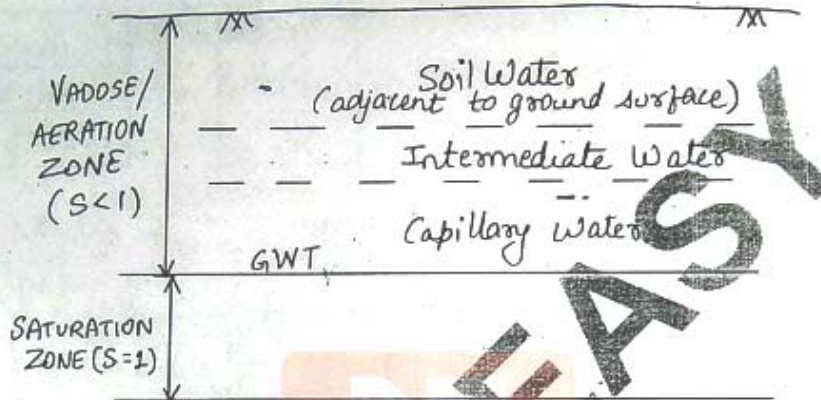 Soil Water
(adjacent to ground surface)
VADOSE/
AERATION
ZONE
(S<1)
Intermediate Water
Capillary Water
GWT
SATURATION
ZONE (S=1)
EASY